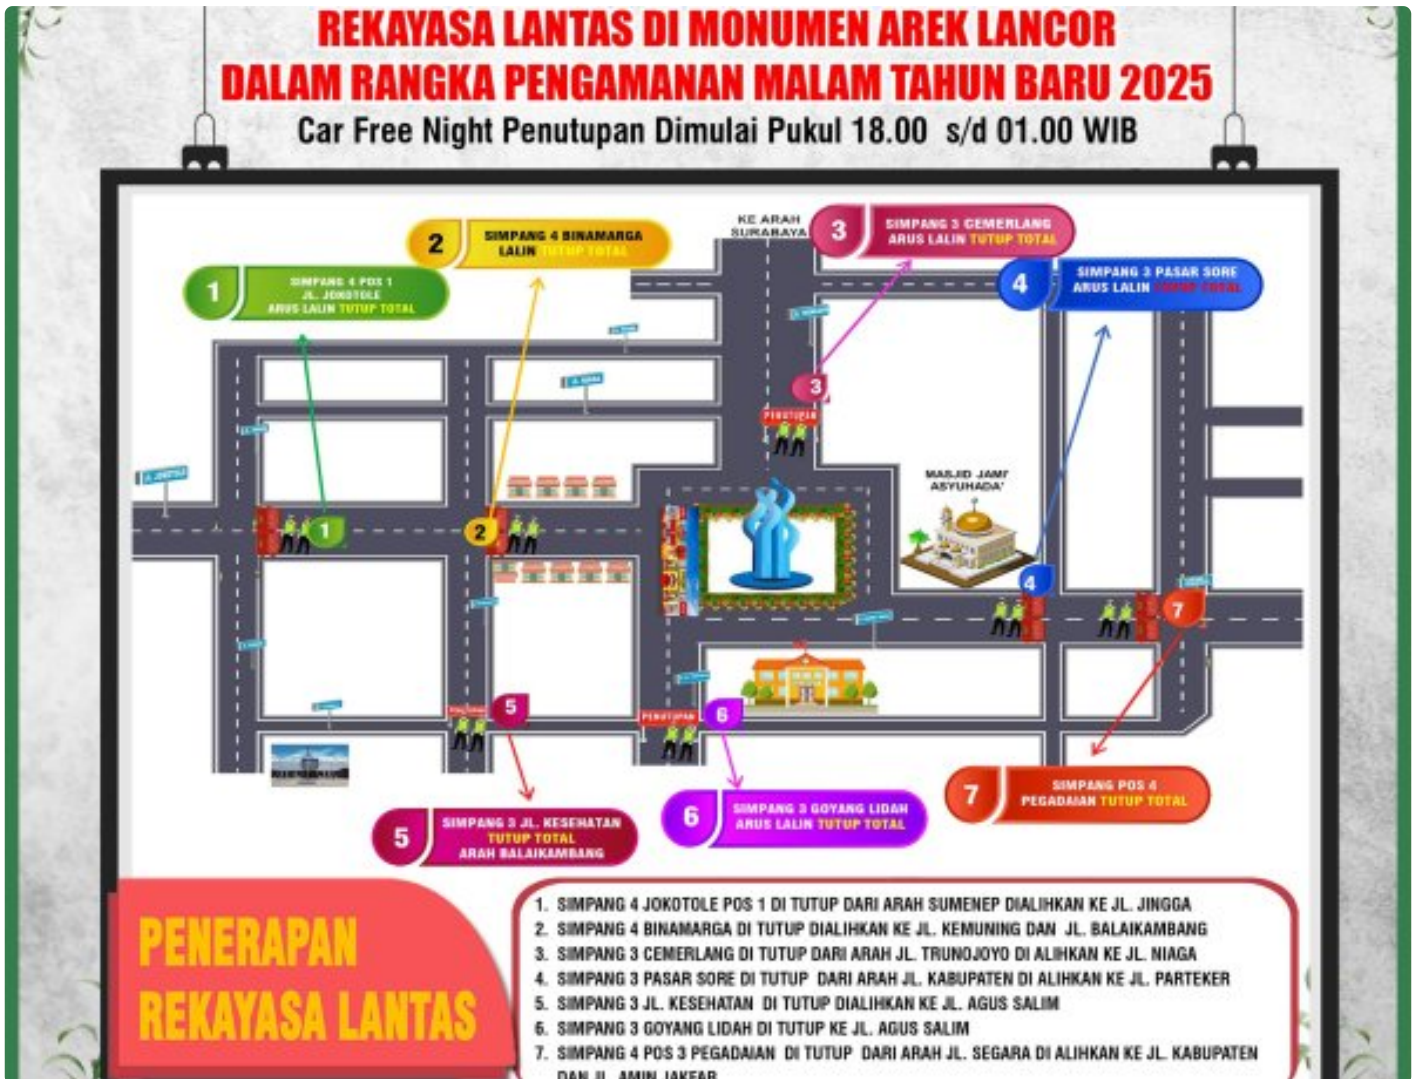 REKAYASA LANTAS DI MONUMEN AREK LANCOR
DALAM RANGKA PENGAMANAN MALAM TAHUN BARU 2025
Car Free Night Penutupan Dimulai Pukul 18.00 s/d 01.00 WIB
KE ARAH
SURABAYA
1
SIMPANG 4 POS 1
JL. JOKOTOLE
ARUS LALIN TUTUP TOTAL
2
SIMPANG 4 BINAMARGA
LALIN TUTUP TOTAL
3
SIMPANG 3 CEMERLANG
ARUS LALIN TUTUP TOTAL
4
SIMPANG 3 PASAR SORE
ARUS LALIN TUTUP TOTAL
3
PENUTUPAN
JL. JOKOTOLE
MASJID JAMI'
ASYUHADA'
1
2
4
7
5
PENUTUPAN
6
5
SIMPANG 3 JL. KESEHATAN
TUTUP TOTAL
ARAH BALAIKAMBANG
6
SIMPANG 3 GOYANG LIDAH
ARUS LALIN TUTUP TOTAL
7
SIMPANG POS 4
PEGADAIAN TUTUP TOTAL
PENERAPAN
REKAYASA LANTAS
1. SIMPANG 4 JOKOTOLE POS 1 DI TUTUP DARI ARAH SUMENEP DIALIHKAN KE JL. JINGGA
2. SIMPANG 4 BINAMARGA DI TUTUP DIALIHKAN KE JL. KEMUNING DAN JL. BALAIKAMBANG
3. SIMPANG 3 CEMERLANG DI TUTUP DARI ARAH JL. TRUNOJOYO DI ALIHKAN KE JL. NIAGA
4. SIMPANG 3 PASAR SORE DI TUTUP DARI ARAH JL. KABUPATEN DI ALIHKAN KE JL. PARTEKER
5. SIMPANG 3 JL. KESEHATAN DI TUTUP DIALIHKAN KE JL. AGUS SALIM
6. SIMPANG 3 GOYANG LIDAH DI TUTUP KE JL. AGUS SALIM
7. SIMPANG 4 POS 3 PEGADAIAN DI TUTUP DARI ARAH JL. SEGARA DI ALIHKAN KE JL. KABUPATEN
DAN JL. AMIN JAKFAR